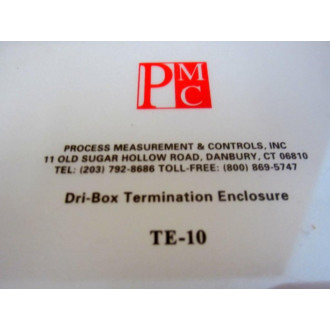 PMC
PROCESS MEASUREMENT & CONTROLS, INC
11 OLD SUGAR HOLLOW ROAD, DANBURY, CT 06810
TEL: (203) 792-8686 TOLL-FREE: (800) 869-5747
Dri-Box Termination Enclosure
TE-10